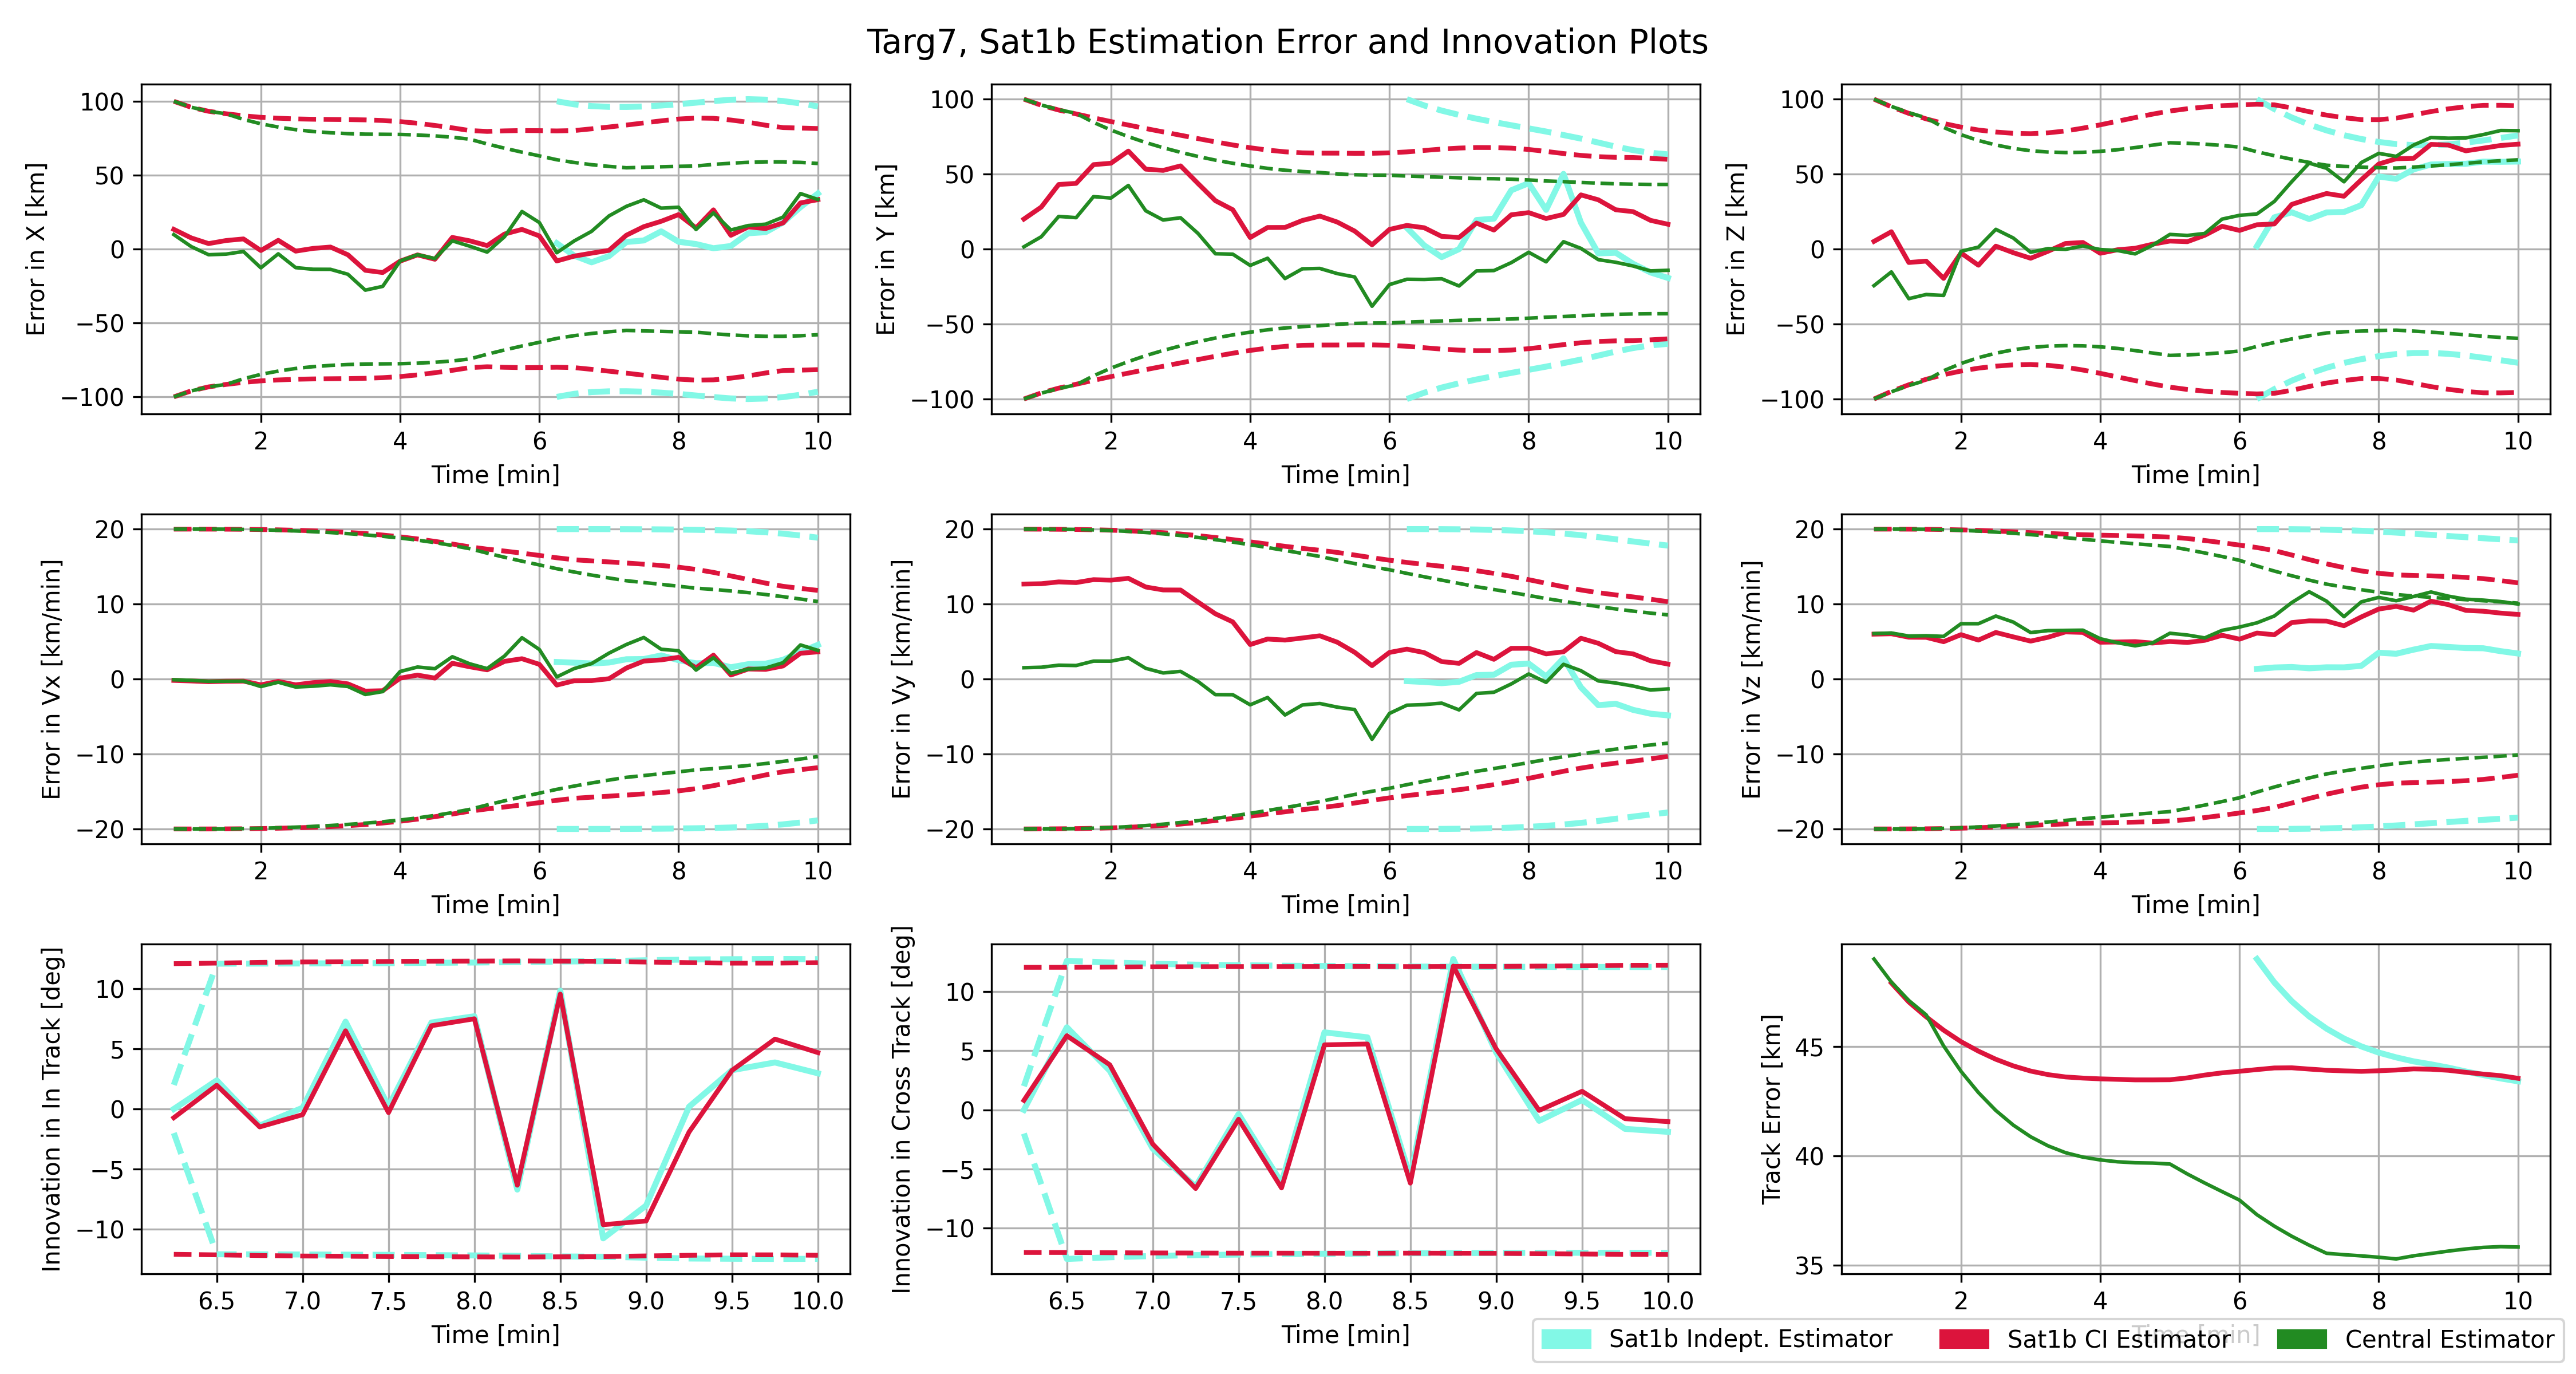 Targ7, Sat1b Estimation Error and Innovation Plots
Error in X [km]
100
50
0
−50
−100
2 4 6 8 10
Time [min]
Error in Y [km]
100
50
0
−50
−100
2 4 6 8 10
Time [min]
Error in Z [km]
100
50
0
−50
−100
2 4 6 8 10
Time [min]
Error in Vx [km/min]
20
10
0
−10
−20
2 4 6 8 10
Time [min]
Error in Vy [km/min]
20
10
0
−10
−20
2 4 6 8 10
Time [min]
Error in Vz [km/min]
20
10
0
−10
−20
2 4 6 8 10
Time [min]
Innovation in In Track [deg]
10
5
0
−5
−10
6.5 7.0 7.5 8.0 8.5 9.0 9.5 10.0
Time [min]
Innovation in Cross Track [deg]
10
5
0
−5
−10
6.5 7.0 7.5 8.0 8.5 9.0 9.5 10.0
Time [min]
Track Error [km]
45
40
35
2 4 6 8 10
Time [min]
Sat1b Indept. Estimator Sat1b CI Estimator Central Estimator